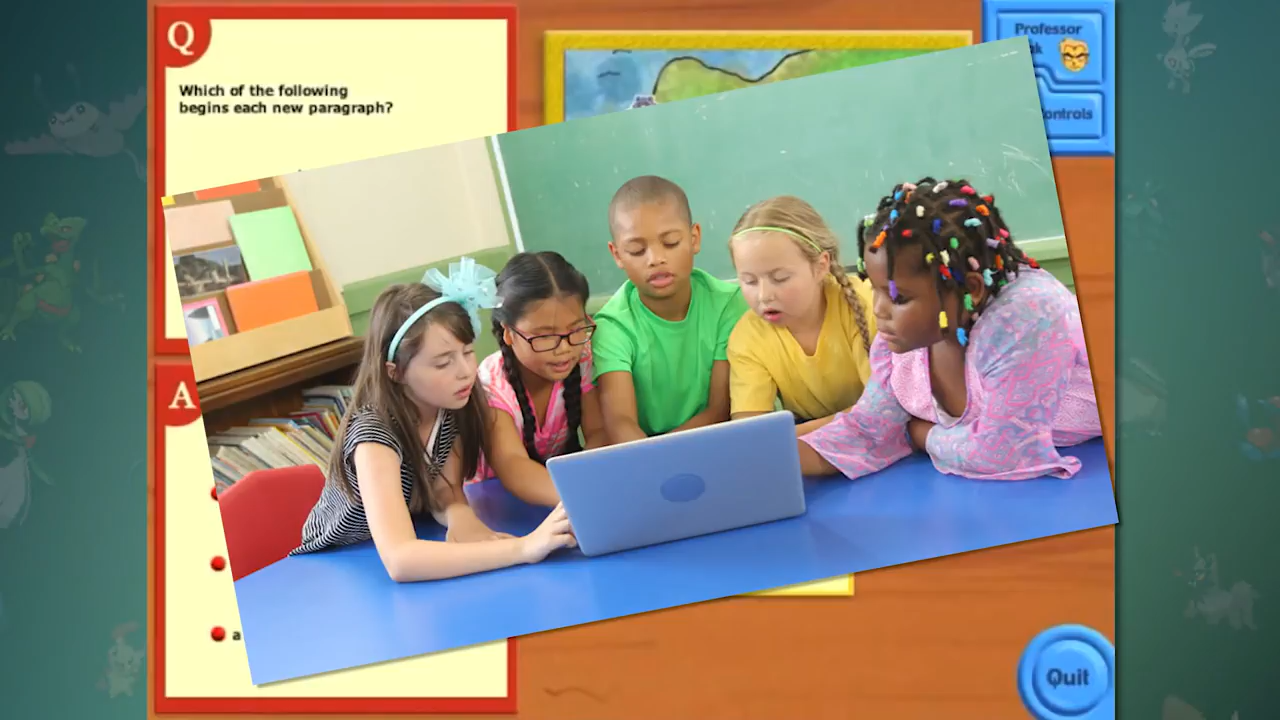 Q
Which of the following
begins each new paragraph?
A
a
Professor
Controls
Quit